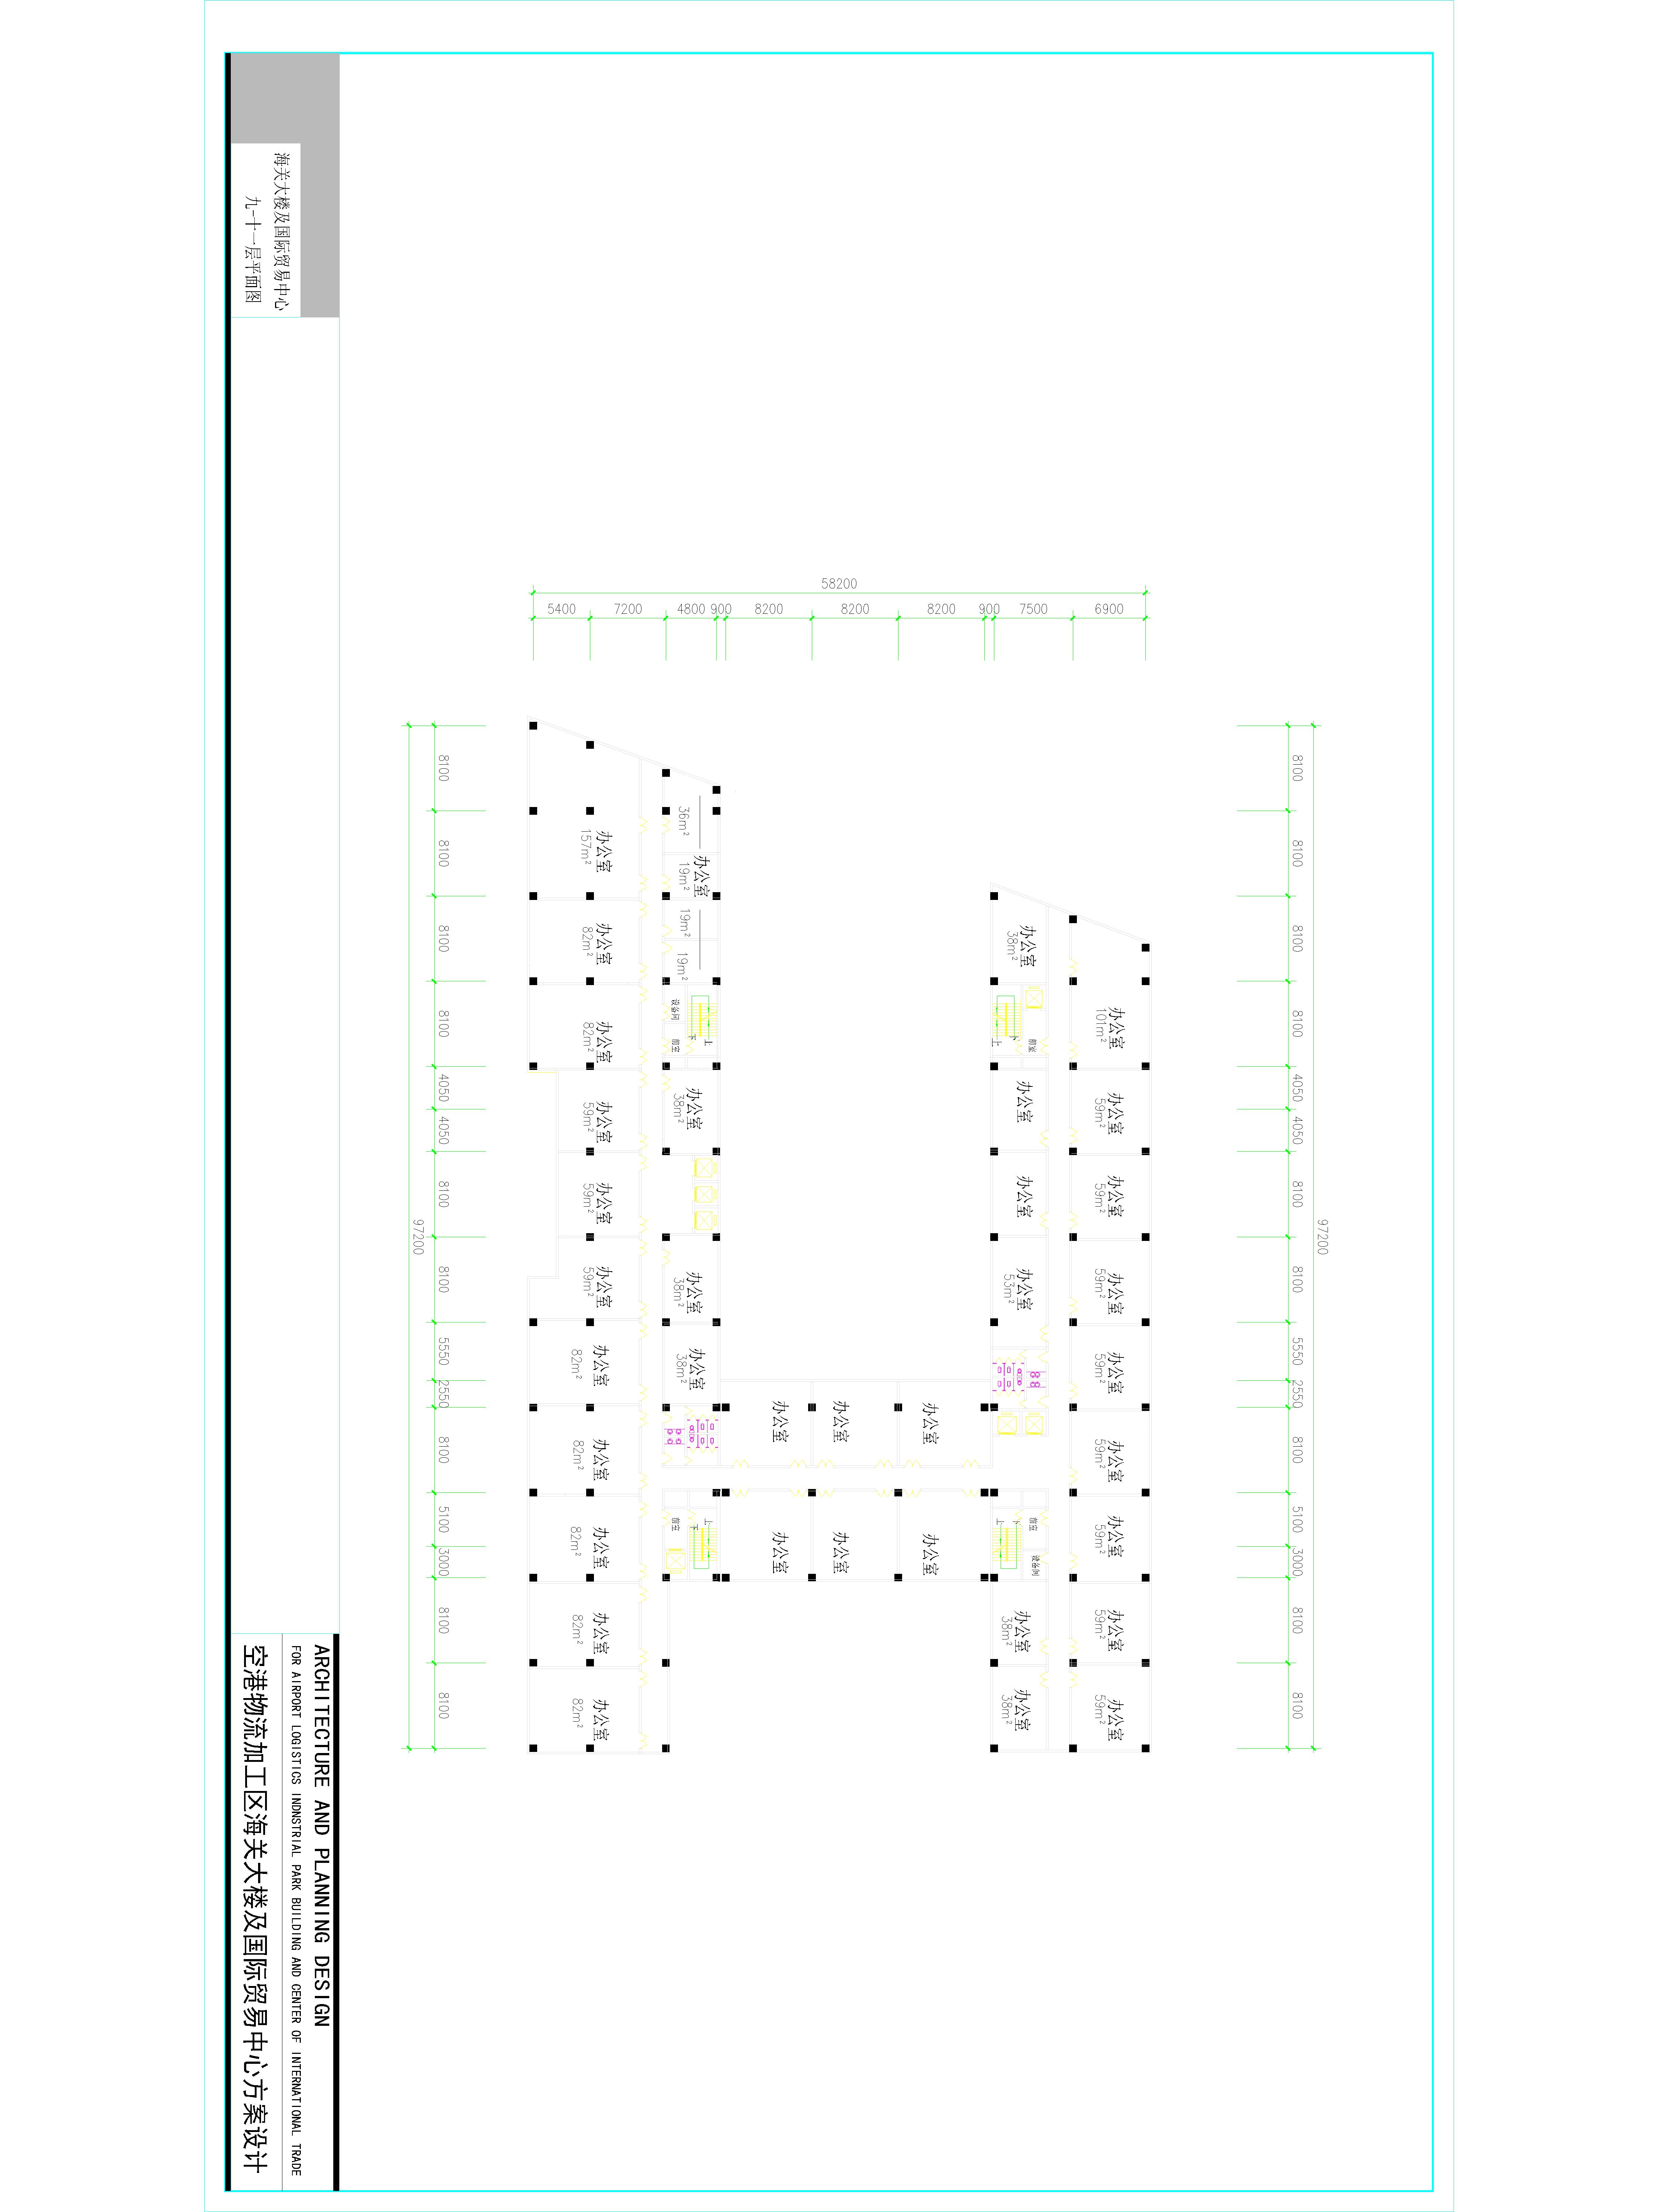 97200
8100 8100 8100 8100 4050 4050 8100 8100 5550 2550 8100 5100 3000 8100 8100
58200
6900
7500
900
8200
8200
8200
900
4800
7200
5400
办公室 办公室 办公室 办公室 办公室 办公室 办公室 办公室 办公室
101m² 59m² 59m² 59m² 59m² 59m² 59m² 59m² 59m²
前室 前室 设备间
办公室 办公室 办公室 办公室 办公室 办公室
38m² 53m² 38m² 38m²
下 下
上 上
办公室 办公室
办公室 办公室
办公室 办公室
上 上
办公室 办公室 办公室 办公室
下 下
36m² 19m² 19m² 19m² 38m² 38m² 38m²
设备间 前室 前室
办公室 办公室 办公室 办公室 办公室 办公室 办公室 办公室 办公室 办公室 办公室
157m² 82m² 82m² 59m² 59m² 59m² 82m² 82m² 82m² 82m² 82m²
8100 8100 8100 8100 4050 4050 8100 8100 5550 2550 8100 5100 3000 8100 8100
97200
海关大楼及国际贸易中心
九-十一层平面图
ARCHITECTURE AND PLANNING DESIGN
FOR AIRPORT LOGISTICS INDNSTRIAL PARK BUILDING AND CENTER OF INTERNATIONAL TRADE
空港物流加工区海关大楼及国际贸易中心方案设计